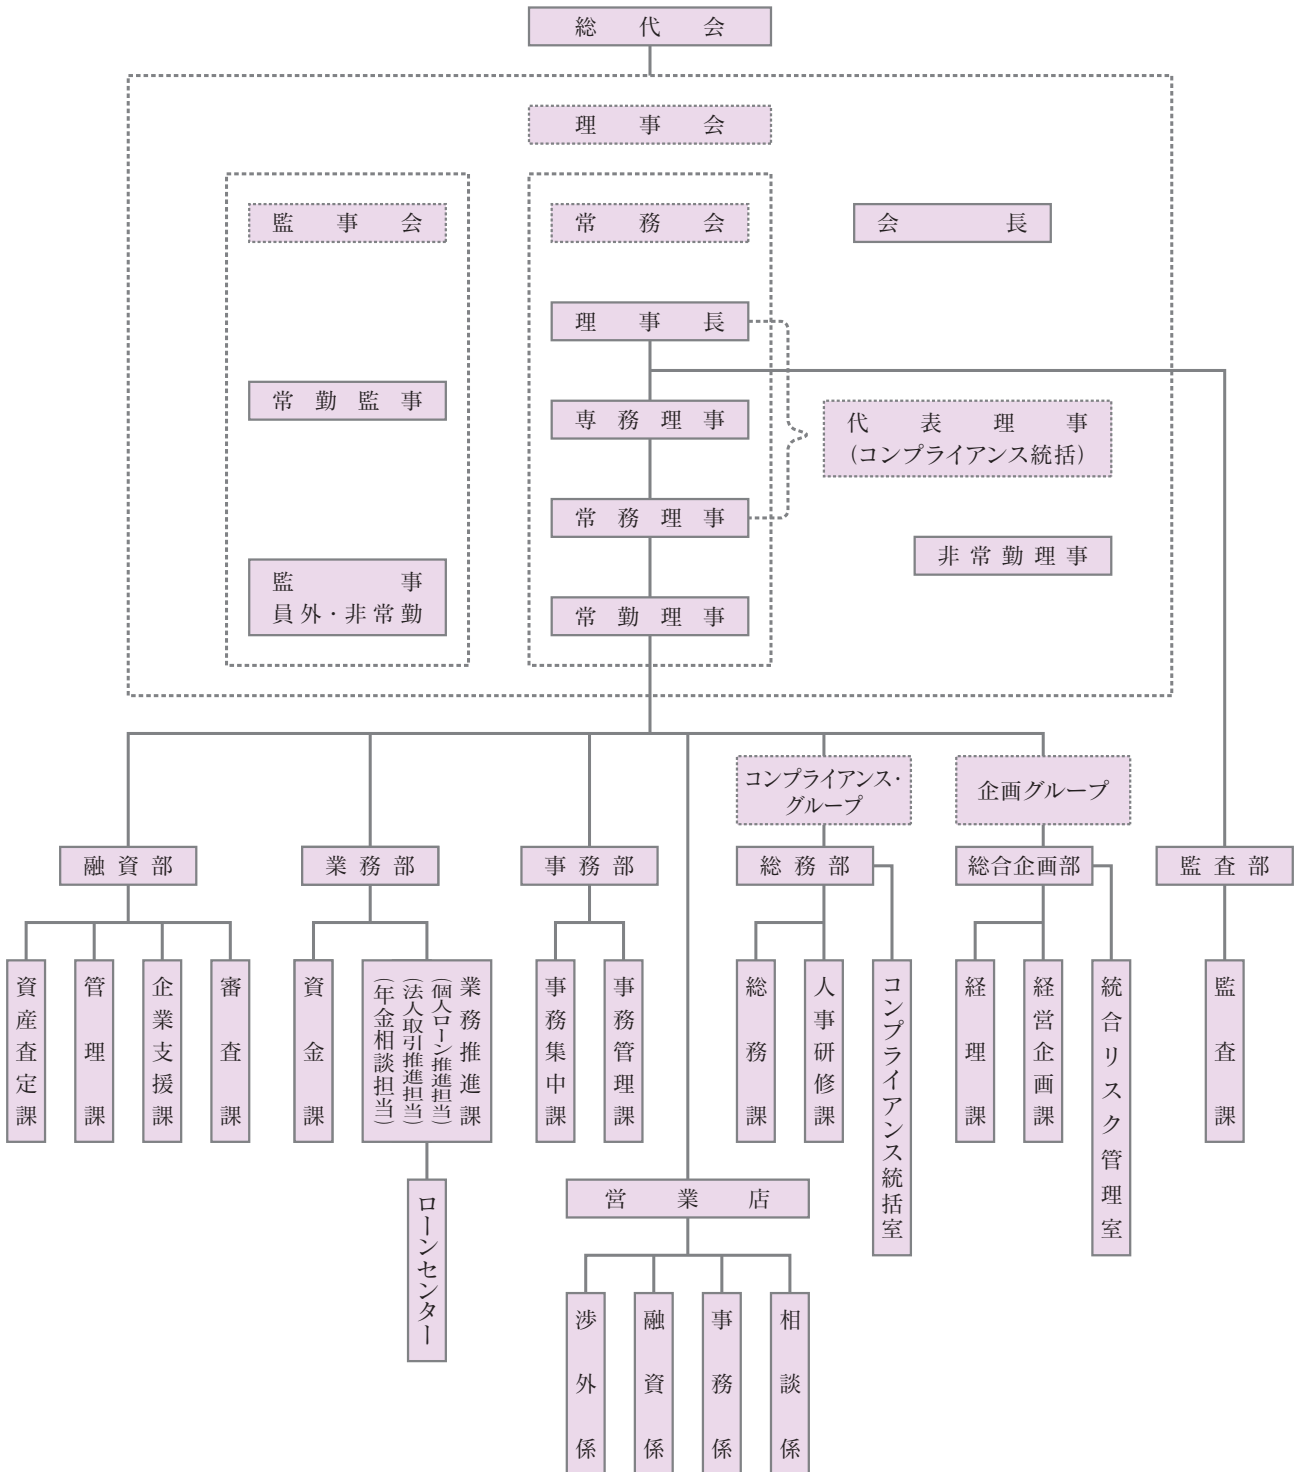 総代会
理事会
監事会
常務会
会長
理事長
常勤監事
専務理事
代表理事
(コンプライアンス統括)
常務理事
非常勤理事
監事
員外・非常勤
常勤理事
コンプライアンス・
グループ
企画グループ
融資部
業務部
事務部
総務部
総合企画部
監査部
資産査定課
管理課
企業支援課
審査課
資金課
業務推進課
(個人ローン推進担当)
(法人取引推進担当)
(年金相談担当)
事務集中課
事務管理課
総務課
人事研修課
コンプライアンス統括室
経理課
経営企画課
統合リスク管理室
監査課
ローンセンター
営業店
渉外係
融資係
事務係
相談係